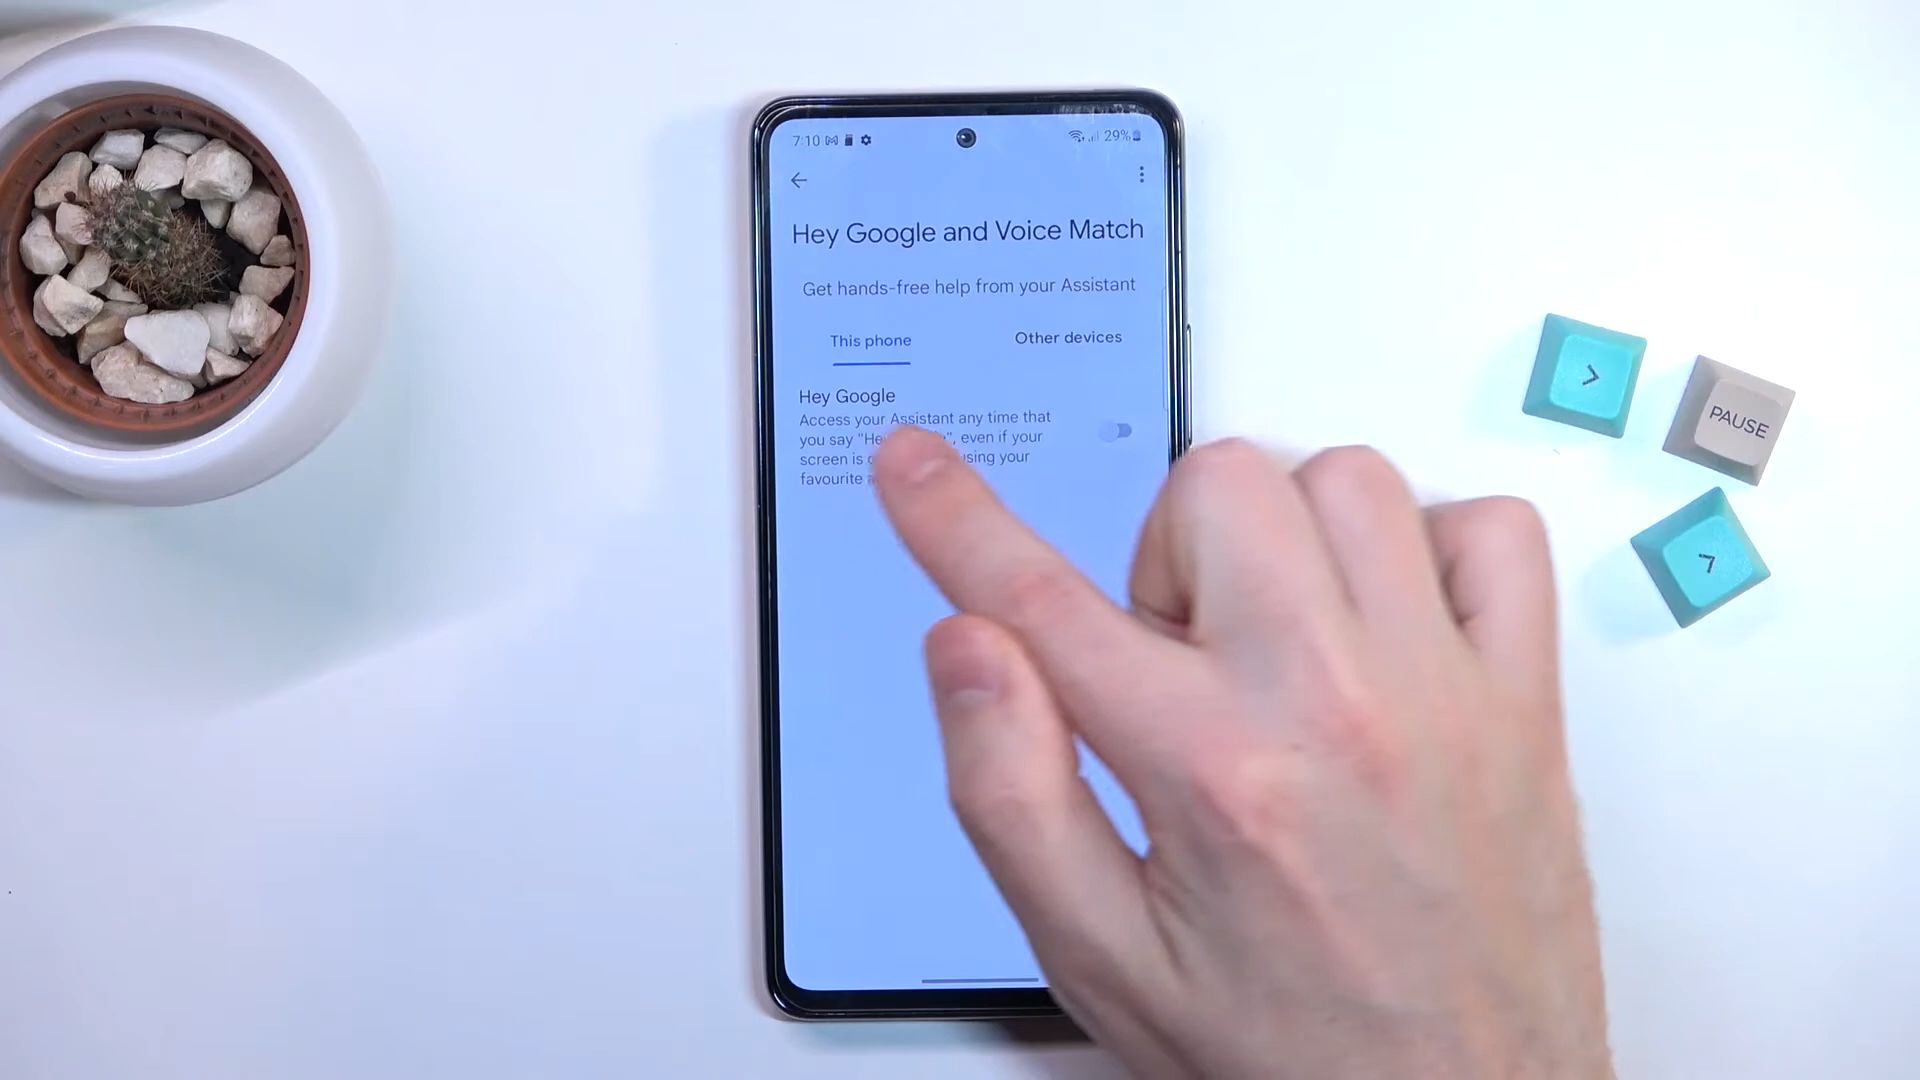 7:10
29%
Hey Google and Voice Match
Get hands-free help from your Assistant
This phone
Other devices
Hey Google
Access your Assistant any time that
you say "He ", even if your
screen is using your
favourite
>
PAUSE
>